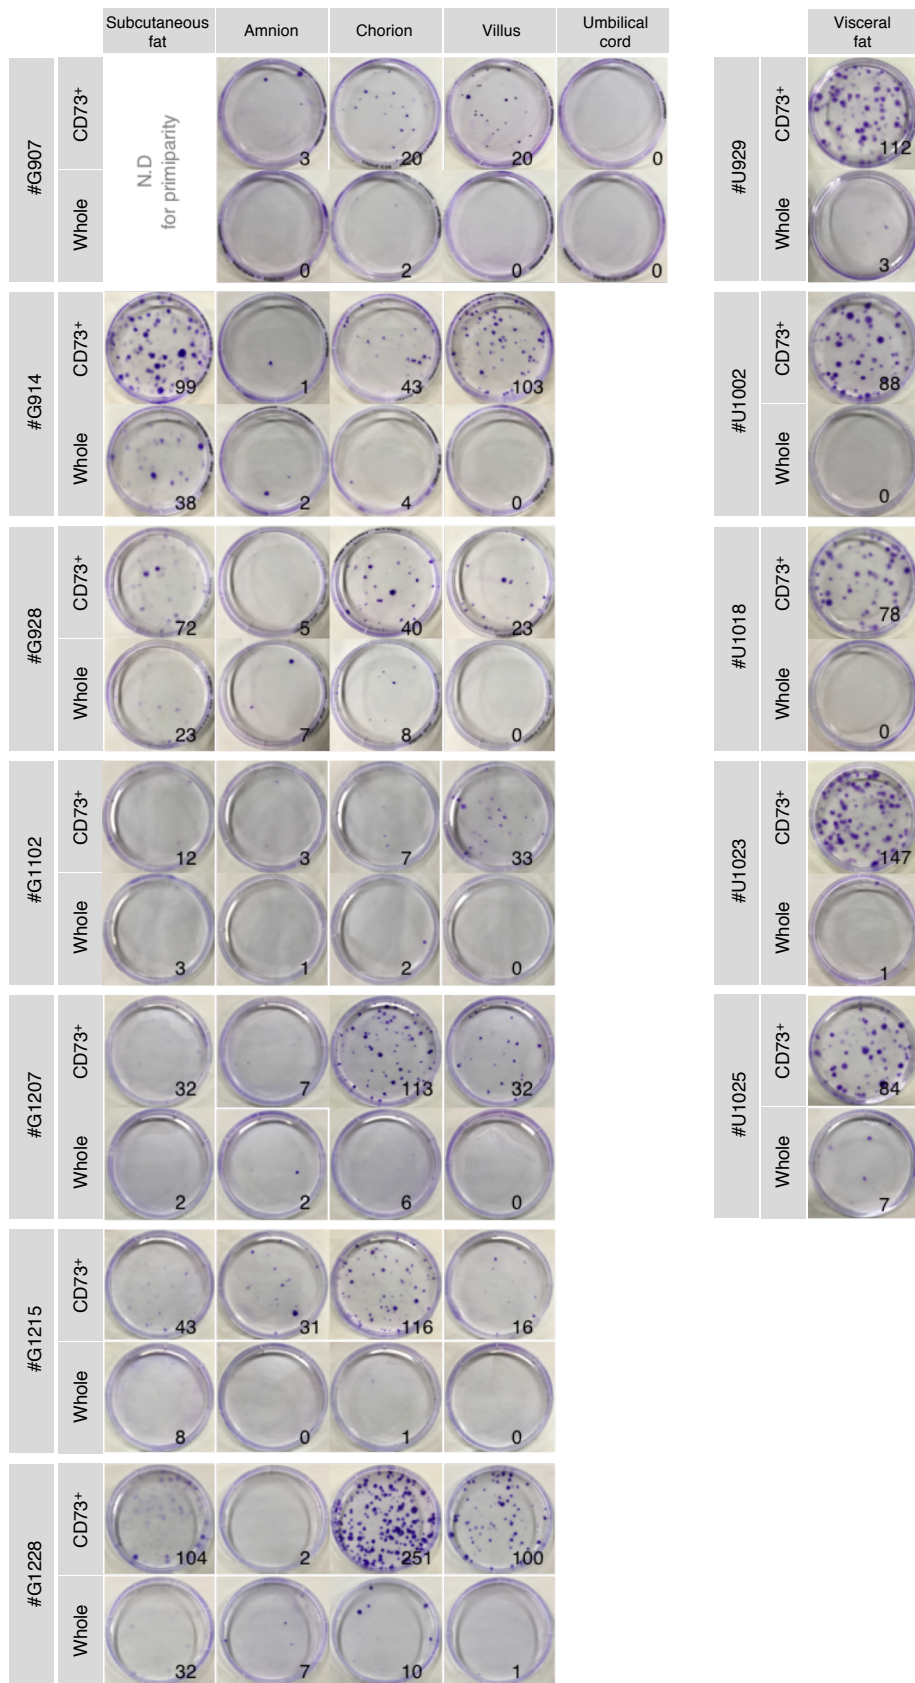 Subcutaneous
fat
Amnion
Chorion
Villus
Umbilical
cord
Visceral
fat
#G907
CD73+
N.D
for primiparity
3
20
20
0
Whole
0
2
0
0
#G914
CD73+
99
1
43
103
Whole
38
2
4
0
#G928
CD73+
72
5
40
23
Whole
23
7
8
0
#G1102
CD73+
12
3
7
33
Whole
3
1
2
0
#G1207
CD73+
32
7
113
32
Whole
2
2
6
0
#G1215
CD73+
43
31
116
16
Whole
8
0
1
0
#G1228
CD73+
104
2
251
100
Whole
32
7
10
1
#U929
CD73+
112
Whole
3
#U1002
CD73+
88
Whole
0
#U1018
CD73+
78
Whole
0
#U1023
CD73+
147
Whole
1
#U1025
CD73+
84
Whole
7